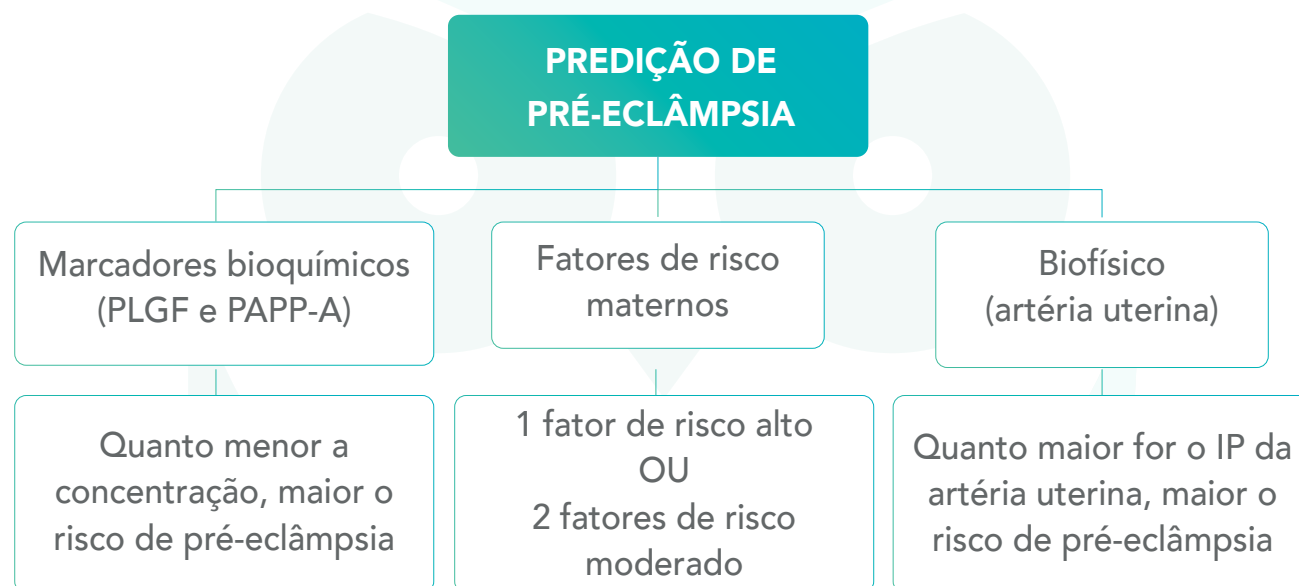 PREDIÇÃO DE
PRÉ-ECLÂMPSIA
Marcadores bioquímicos
(PLGF e PAPP-A)
Fatores de risco
maternos
Biofísico
(artéria uterina)
Quanto menor a
concentração, maior o
risco de pré-eclâmpsia
1 fator de risco alto
OU
2 fatores de risco
moderado
Quanto maior for o IP da
artéria uterina, maior o
risco de pré-eclâmpsia